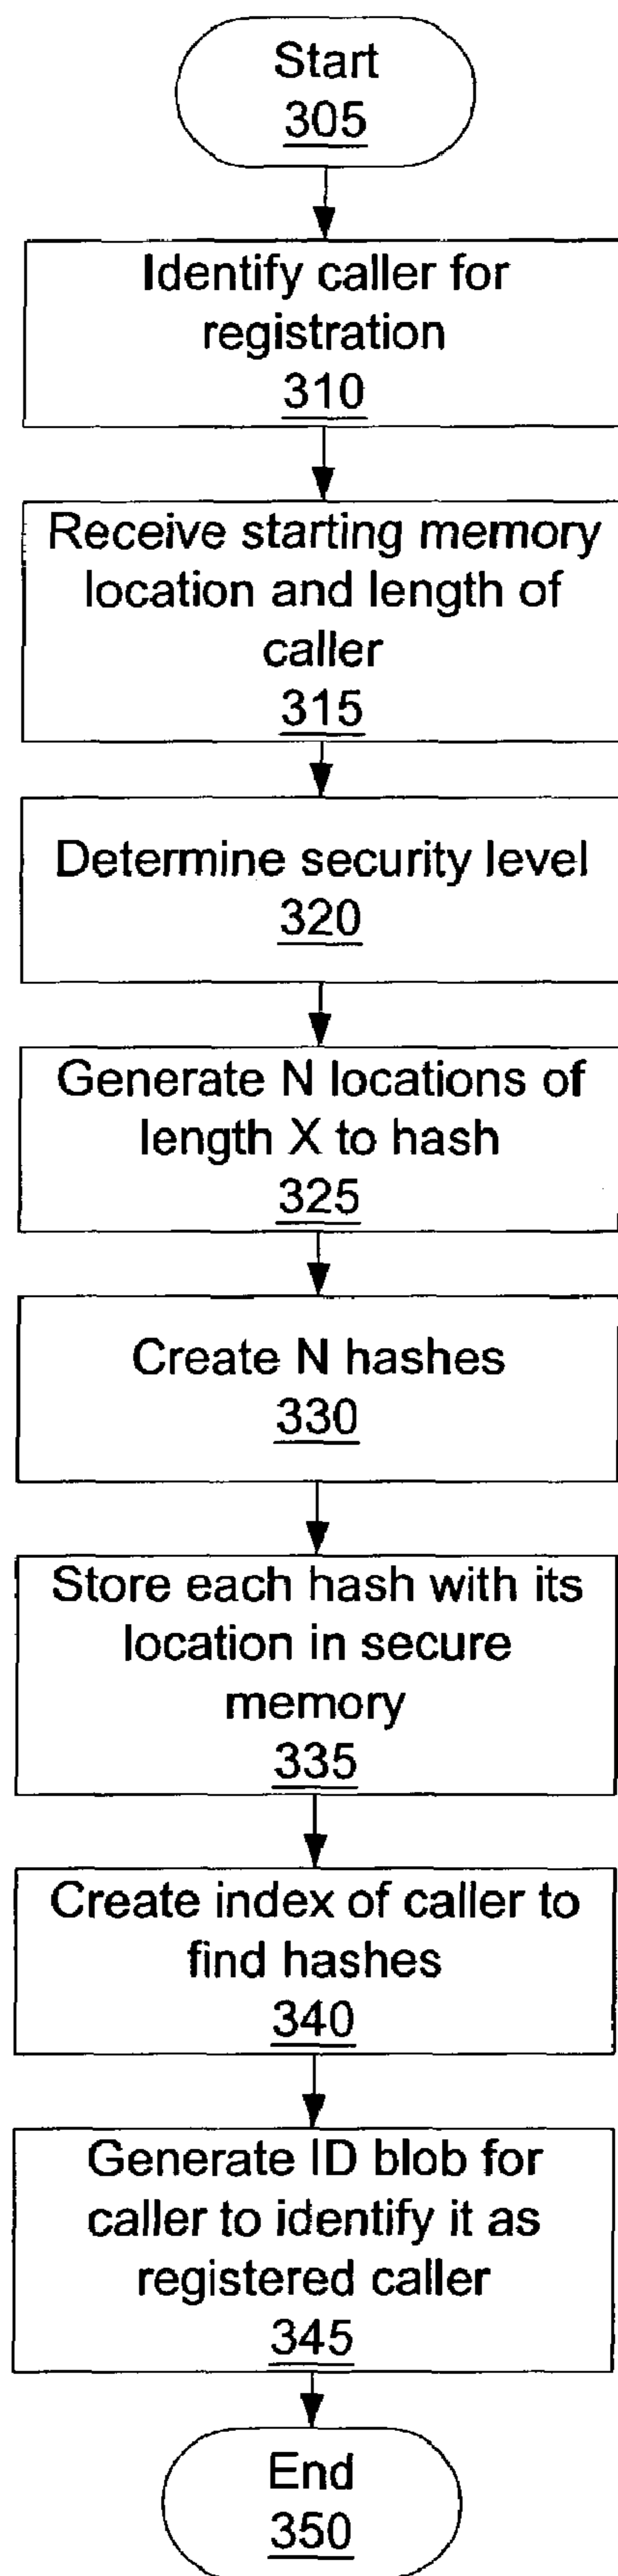 Start
305
Identify caller for
registration
310
Receive starting memory
location and length of
caller
315
Determine security level
320
Generate N locations of
length X to hash
325
Create N hashes
330
Store each hash with its
location in secure
memory
335
Create index of caller to
find hashes
340
Generate ID blob for
caller to identify it as
registered caller
345
End
350